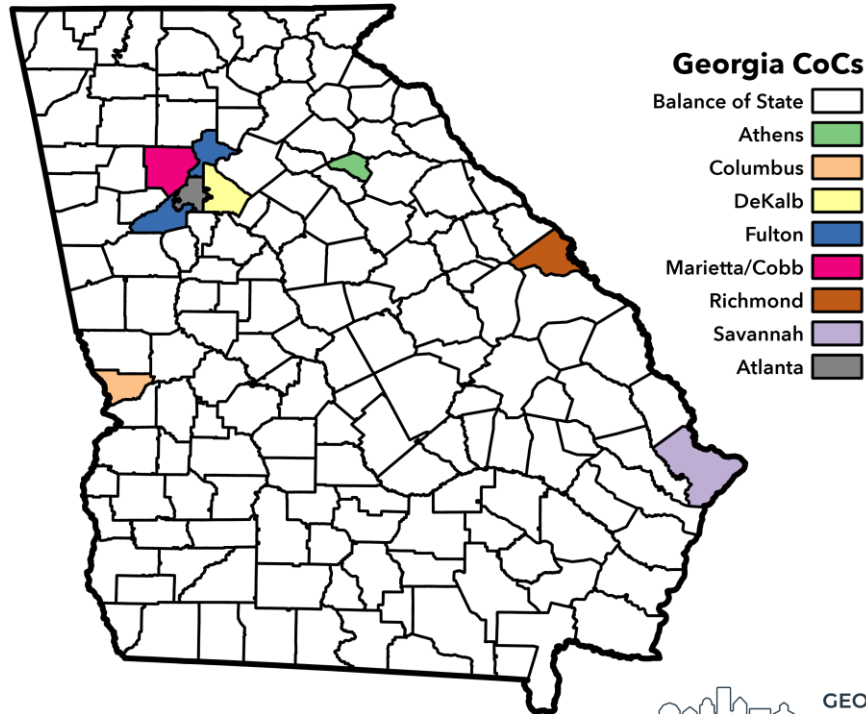 Georgia CoCs
Balance of State
Athens
Columbus
DeKalb
Fulton
Marietta/Cobb
Richmond
Savannah
Atlanta
GEO